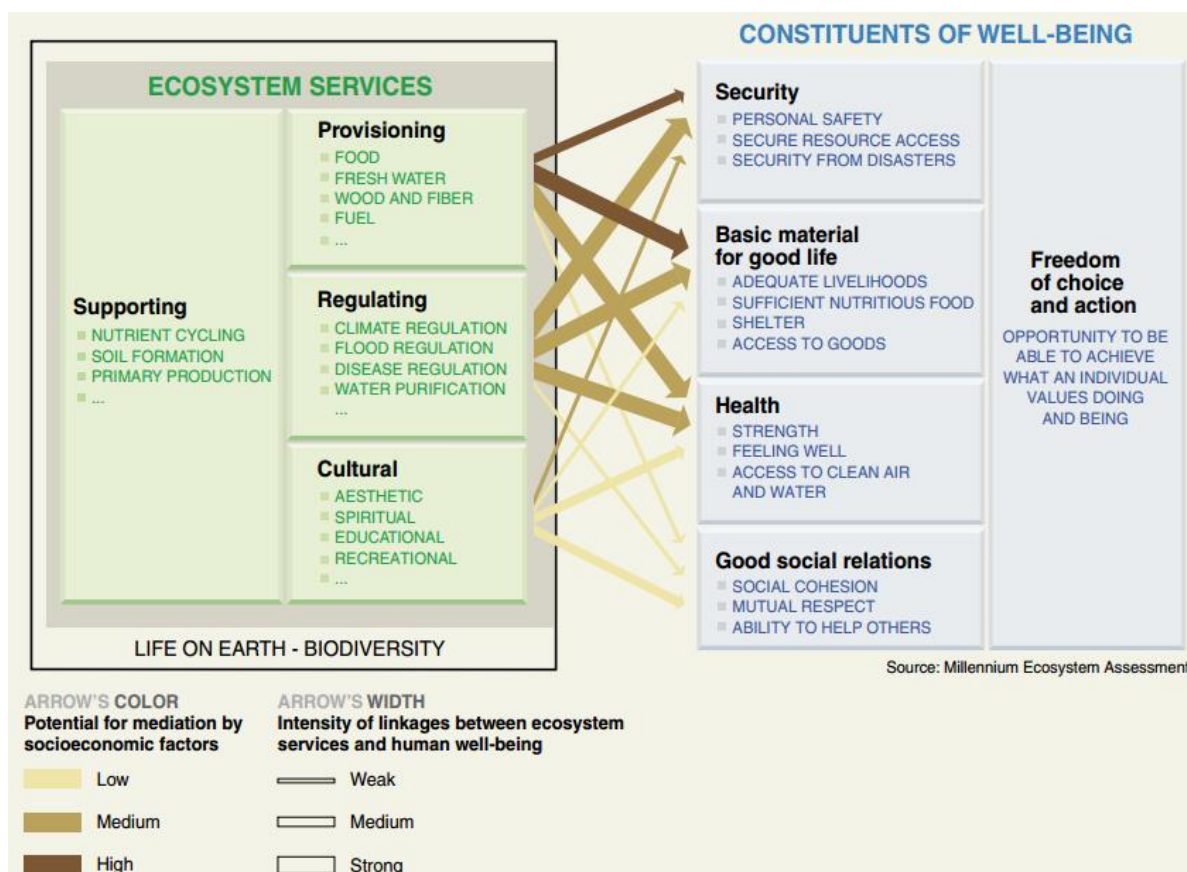 CONSTITUENTS OF WELL-BEING
ECOSYSTEM SERVICES
Supporting
NUTRIENT CYCLING
SOIL FORMATION
PRIMARY PRODUCTION
...
Provisioning
FOOD
FRESH WATER
WOOD AND FIBER
FUEL
...
Regulating
CLIMATE REGULATION
FLOOD REGULATION
DISEASE REGULATION
WATER PURIFICATION
...
Cultural
AESTHETIC
SPIRITUAL
EDUCATIONAL
RECREATIONAL
...
LIFE ON EARTH - BIODIVERSITY
Security
PERSONAL SAFETY
SECURE RESOURCE ACCESS
SECURITY FROM DISASTERS
Basic material
for good life
ADEQUATE LIVELIHOODS
SUFFICIENT NUTRITIOUS FOOD
SHELTER
ACCESS TO GOODS
Health
STRENGTH
FEELING WELL
ACCESS TO CLEAN AIR
AND WATER
Good social relations
SOCIAL COHESION
MUTUAL RESPECT
ABILITY TO HELP OTHERS
Freedom
of choice
and action
OPPORTUNITY TO BE
ABLE TO ACHIEVE
WHAT AN INDIVIDUAL
VALUES DOING
AND BEING
Source: Millennium Ecosystem Assessment
ARROW'S COLOR
Potential for mediation by
socioeconomic factors
Low
Medium
High
ARROW'S WIDTH
Intensity of linkages between ecosystem
services and human well-being
Weak
Medium
Strong